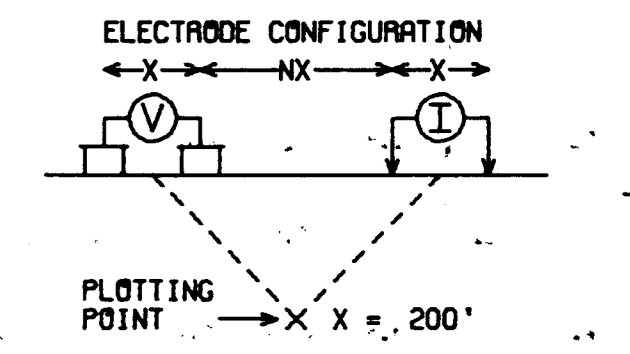 ELECTRODE CONFIGURATION
X NX X
V I
PLOTTING
POINT X X = 200'